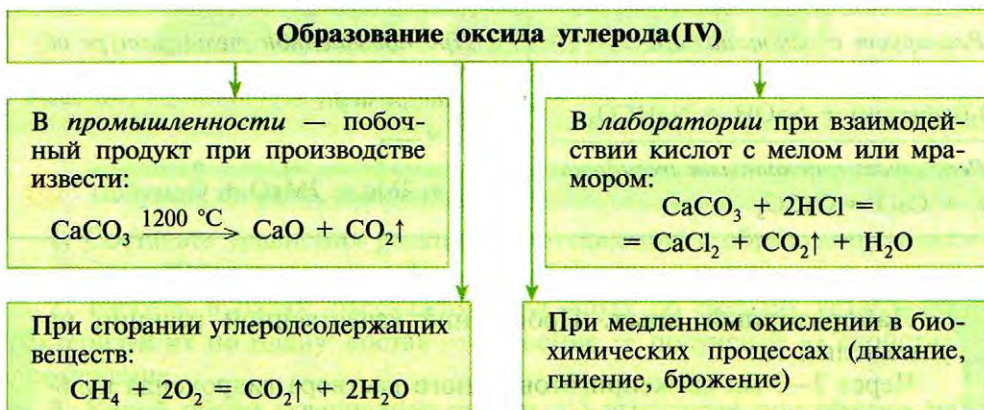 Образование оксида углерода(IV)
В промышленности — побоч-
ный продукт при производстве
извести:
CaCO₃ 1200 °C→ CaO + CO₂↑
В лаборатории при взаимодей-
ствии кислот с мелом или мра-
мором:
CaCO₃ + 2HCl =
= CaCl₂ + CO₂↑ + H₂O
При сгорании углеродсодержащих
веществ:
CH₄ + 2O₂ = CO₂↑ + 2H₂O
При медленном окислении в био-
химических процессах (дыхание,
гниение, брожение)